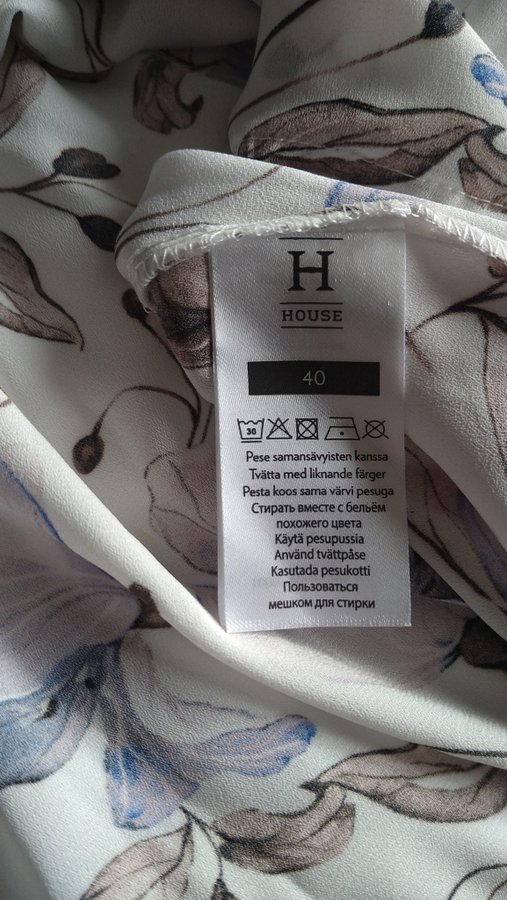 H
HOUSE
40
30
Pese samansävyisten kanssa
Tvätta med liknande färger
Pesta koos sama värvi pesuga
Стирать вместе с бельём
похожего цвета
Käytä pesupussia
Använd tvättpåse
Kasutada pesukotti
Пользоваться
мешком для стирки